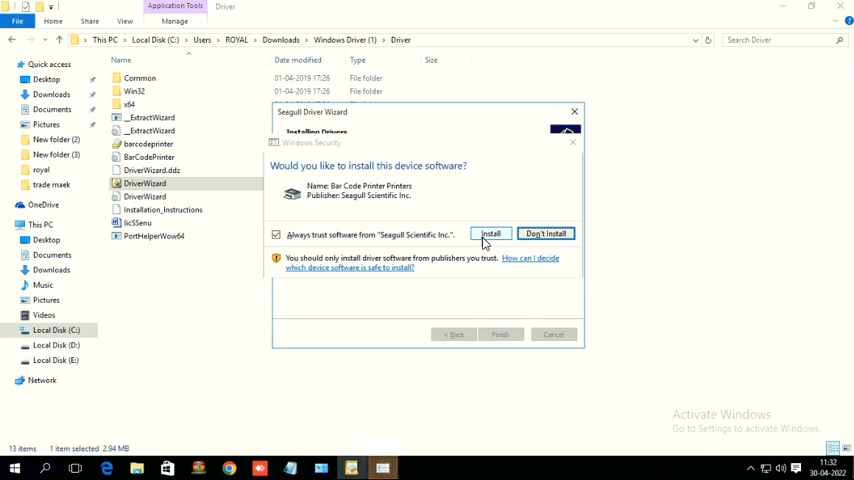 Application Tools
Driver
File
Home
Share
View
Manage
This PC › Local Disk (C:) › Users › ROYAL › Downloads › Windows Driver (1) › Driver
Search Driver
Name
Date modified
Type
Size
Quick access
Desktop
Downloads
Documents
Pictures
New folder (2)
New folder (3)
royal
trade maek
OneDrive
This PC
Desktop
Documents
Downloads
Music
Pictures
Videos
Local Disk (C:)
Local Disk (D:)
Local Disk (E:)
Network
Common
01-04-2019 17:26
File folder
Win32
01-04-2019 17:26
File folder
x64
_ExtractWizard
_ExtractWizard
barcodeprinter
BarCodePrinter
DriverWizard.ddz
DriverWizard
DriverWizard
Installation_Instructions
licSSenu
PortHelperWow64
Seagull Driver Wizard
Installing Drivers
Windows Security
Would you like to install this device software?
Name: Bar Code Printer Printers
Publisher: Seagull Scientific Inc.
Always trust software from "Seagull Scientific Inc.".
Install
Don't Install
You should only install driver software from publishers you trust. How can I decide
which device software is safe to install?
< Back
Finish
Cancel
Activate Windows
Go to Settings to activate Windows.
13 items
1 item selected 2.94 MB
11:32
30-04-2022